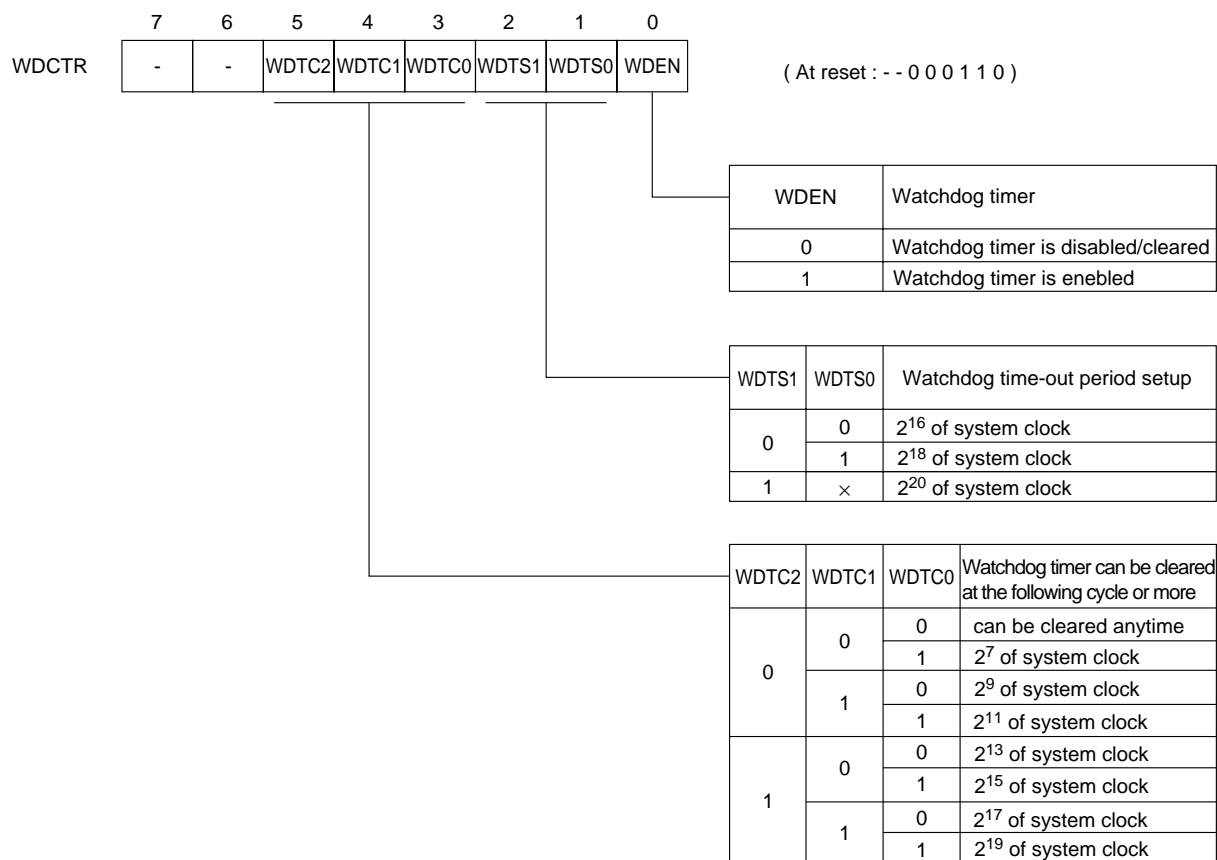 7 6 5 4 3 2 1 0
WDCTR - - WDTC2 WDTC1 WDTC0 WDTS1 WDTS0 WDEN ( At reset : - - 0 0 0 1 1 0 )
WDEN Watchdog timer
0 Watchdog timer is disabled/cleared
1 Watchdog timer is enebled
WDTS1 WDTS0 Watchdog time-out period setup
0 0 2^16 of system clock
1 2^18 of system clock
1 × 2^20 of system clock
WDTC2 WDTC1 WDTC0 Watchdog timer can be cleared
at the following cycle or more
0 0 0 can be cleared anytime
1 2^7 of system clock
1 0 2^9 of system clock
1 2^11 of system clock
1 0 0 2^13 of system clock
1 2^15 of system clock
1 0 2^17 of system clock
1 2^19 of system clock